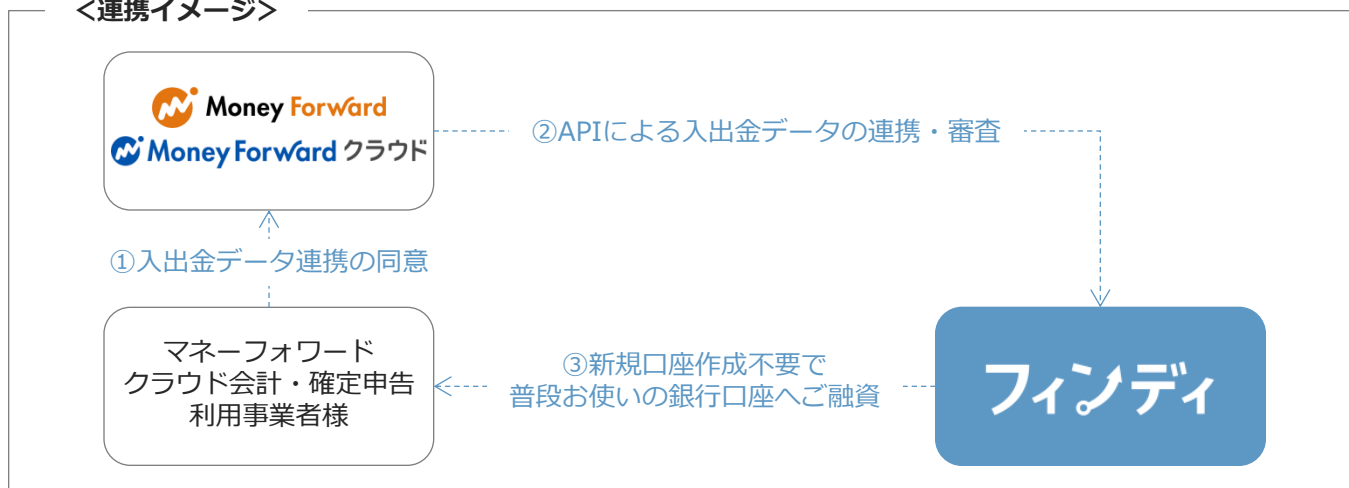 ＜連携イメージ＞
Money Forward
Money Forward クラウド
②APIによる入出金データの連携・審査
①入出金データ連携の同意
マネーフォワード
クラウド会計・確定申告
利用事業者様
③新規口座作成不要で
普段お使いの銀行口座へご融資
フィンディ